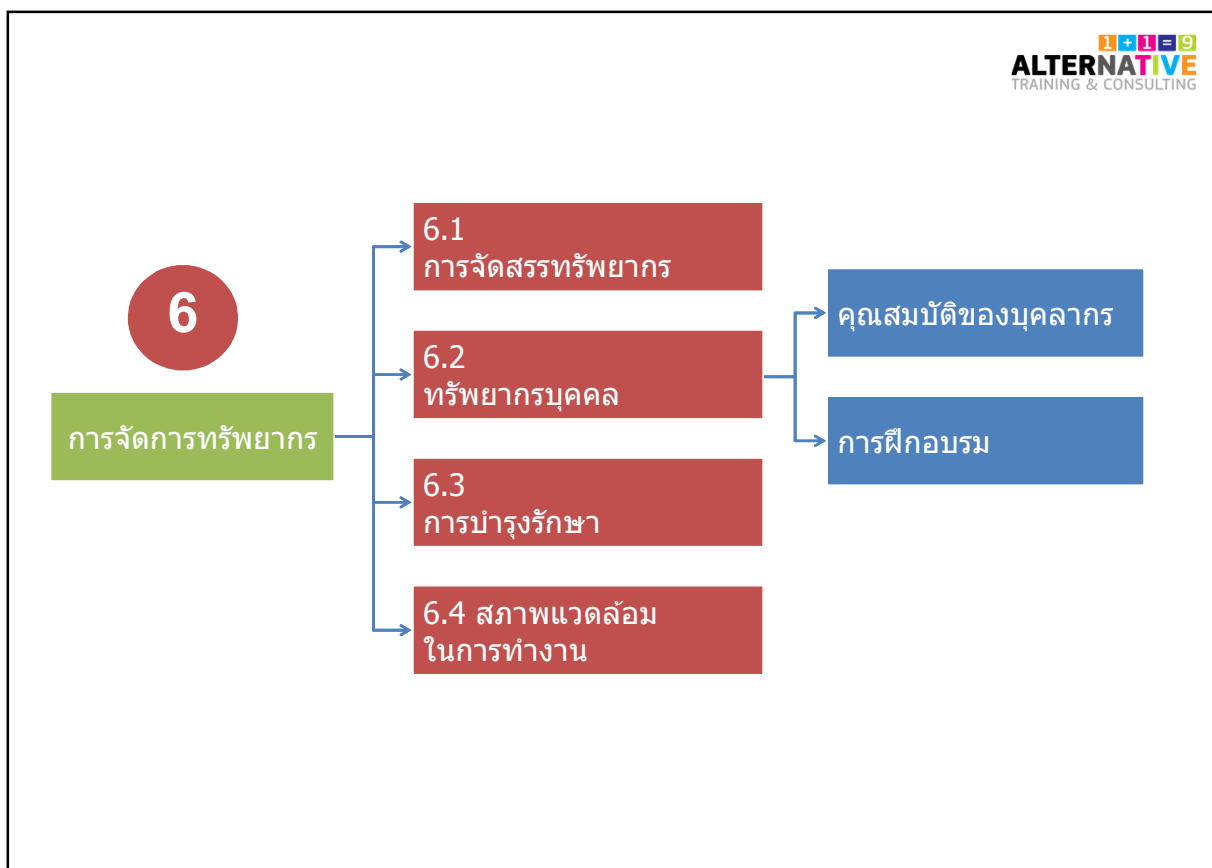 1+1=9
ALTERNATIVE
TRAINING & CONSULTING
6
การจัดการทรัพยากร
6.1
การจัดสรรทรัพยากร
6.2
ทรัพยากรบุคคล
6.3
การบำรุงรักษา
6.4 สภาพแวดล้อม
ในการทำงาน
คุณสมบัติของบุคลากร
การฝึกอบรม